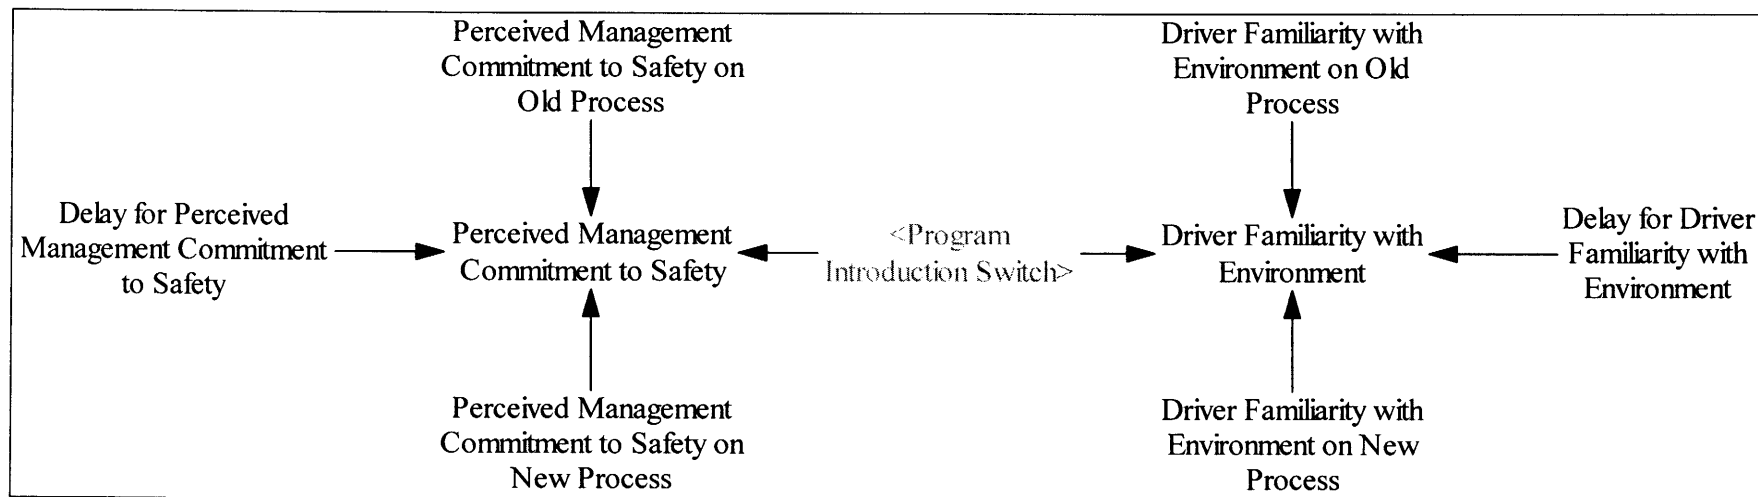 Perceived Management
Commitment to Safety on
Old Process
Driver Familiarity with
Environment on Old
Process
Delay for Perceived
Management Commitment
to Safety
Perceived Management
Commitment to Safety
<Program
Introduction Switch>
Driver Familiarity with
Environment
Delay for Driver
Familiarity with
Environment
Perceived Management
Commitment to Safety on
New Process
Driver Familiarity with
Environment on New
Process